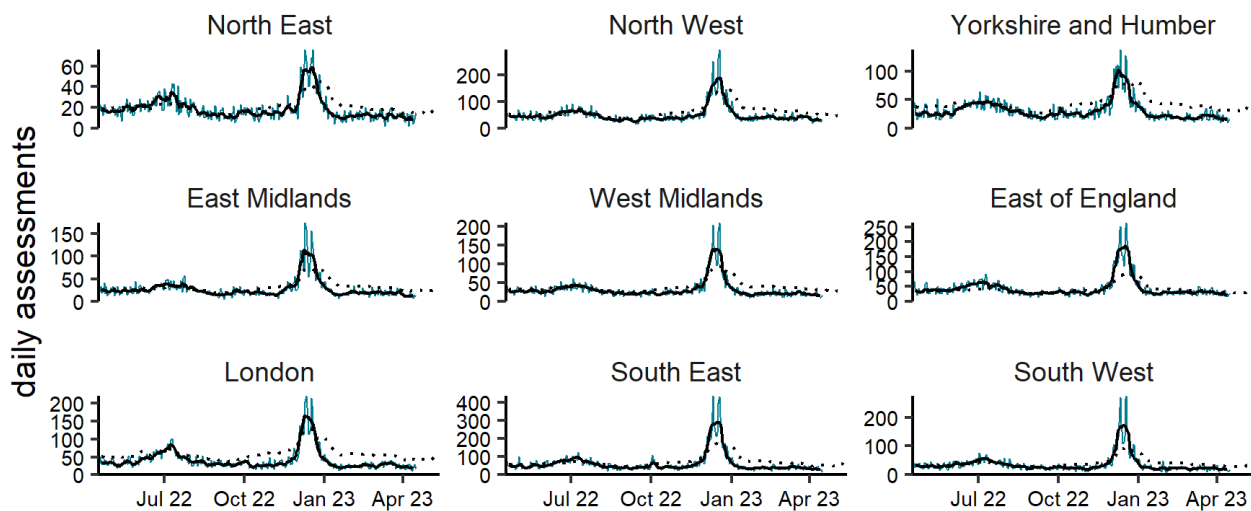 North East
North West
Yorkshire and Humber
60
40
20
0
200
100
0
100
50
0
daily assessments
East Midlands
West Midlands
East of England
150
100
50
0
200
150
100
50
0
250
200
150
100
50
0
London
South East
South West
200
150
100
50
0
400
300
200
100
0
200
100
0
Jul 22 Oct 22 Jan 23 Apr 23
Jul 22 Oct 22 Jan 23 Apr 23
Jul 22 Oct 22 Jan 23 Apr 23